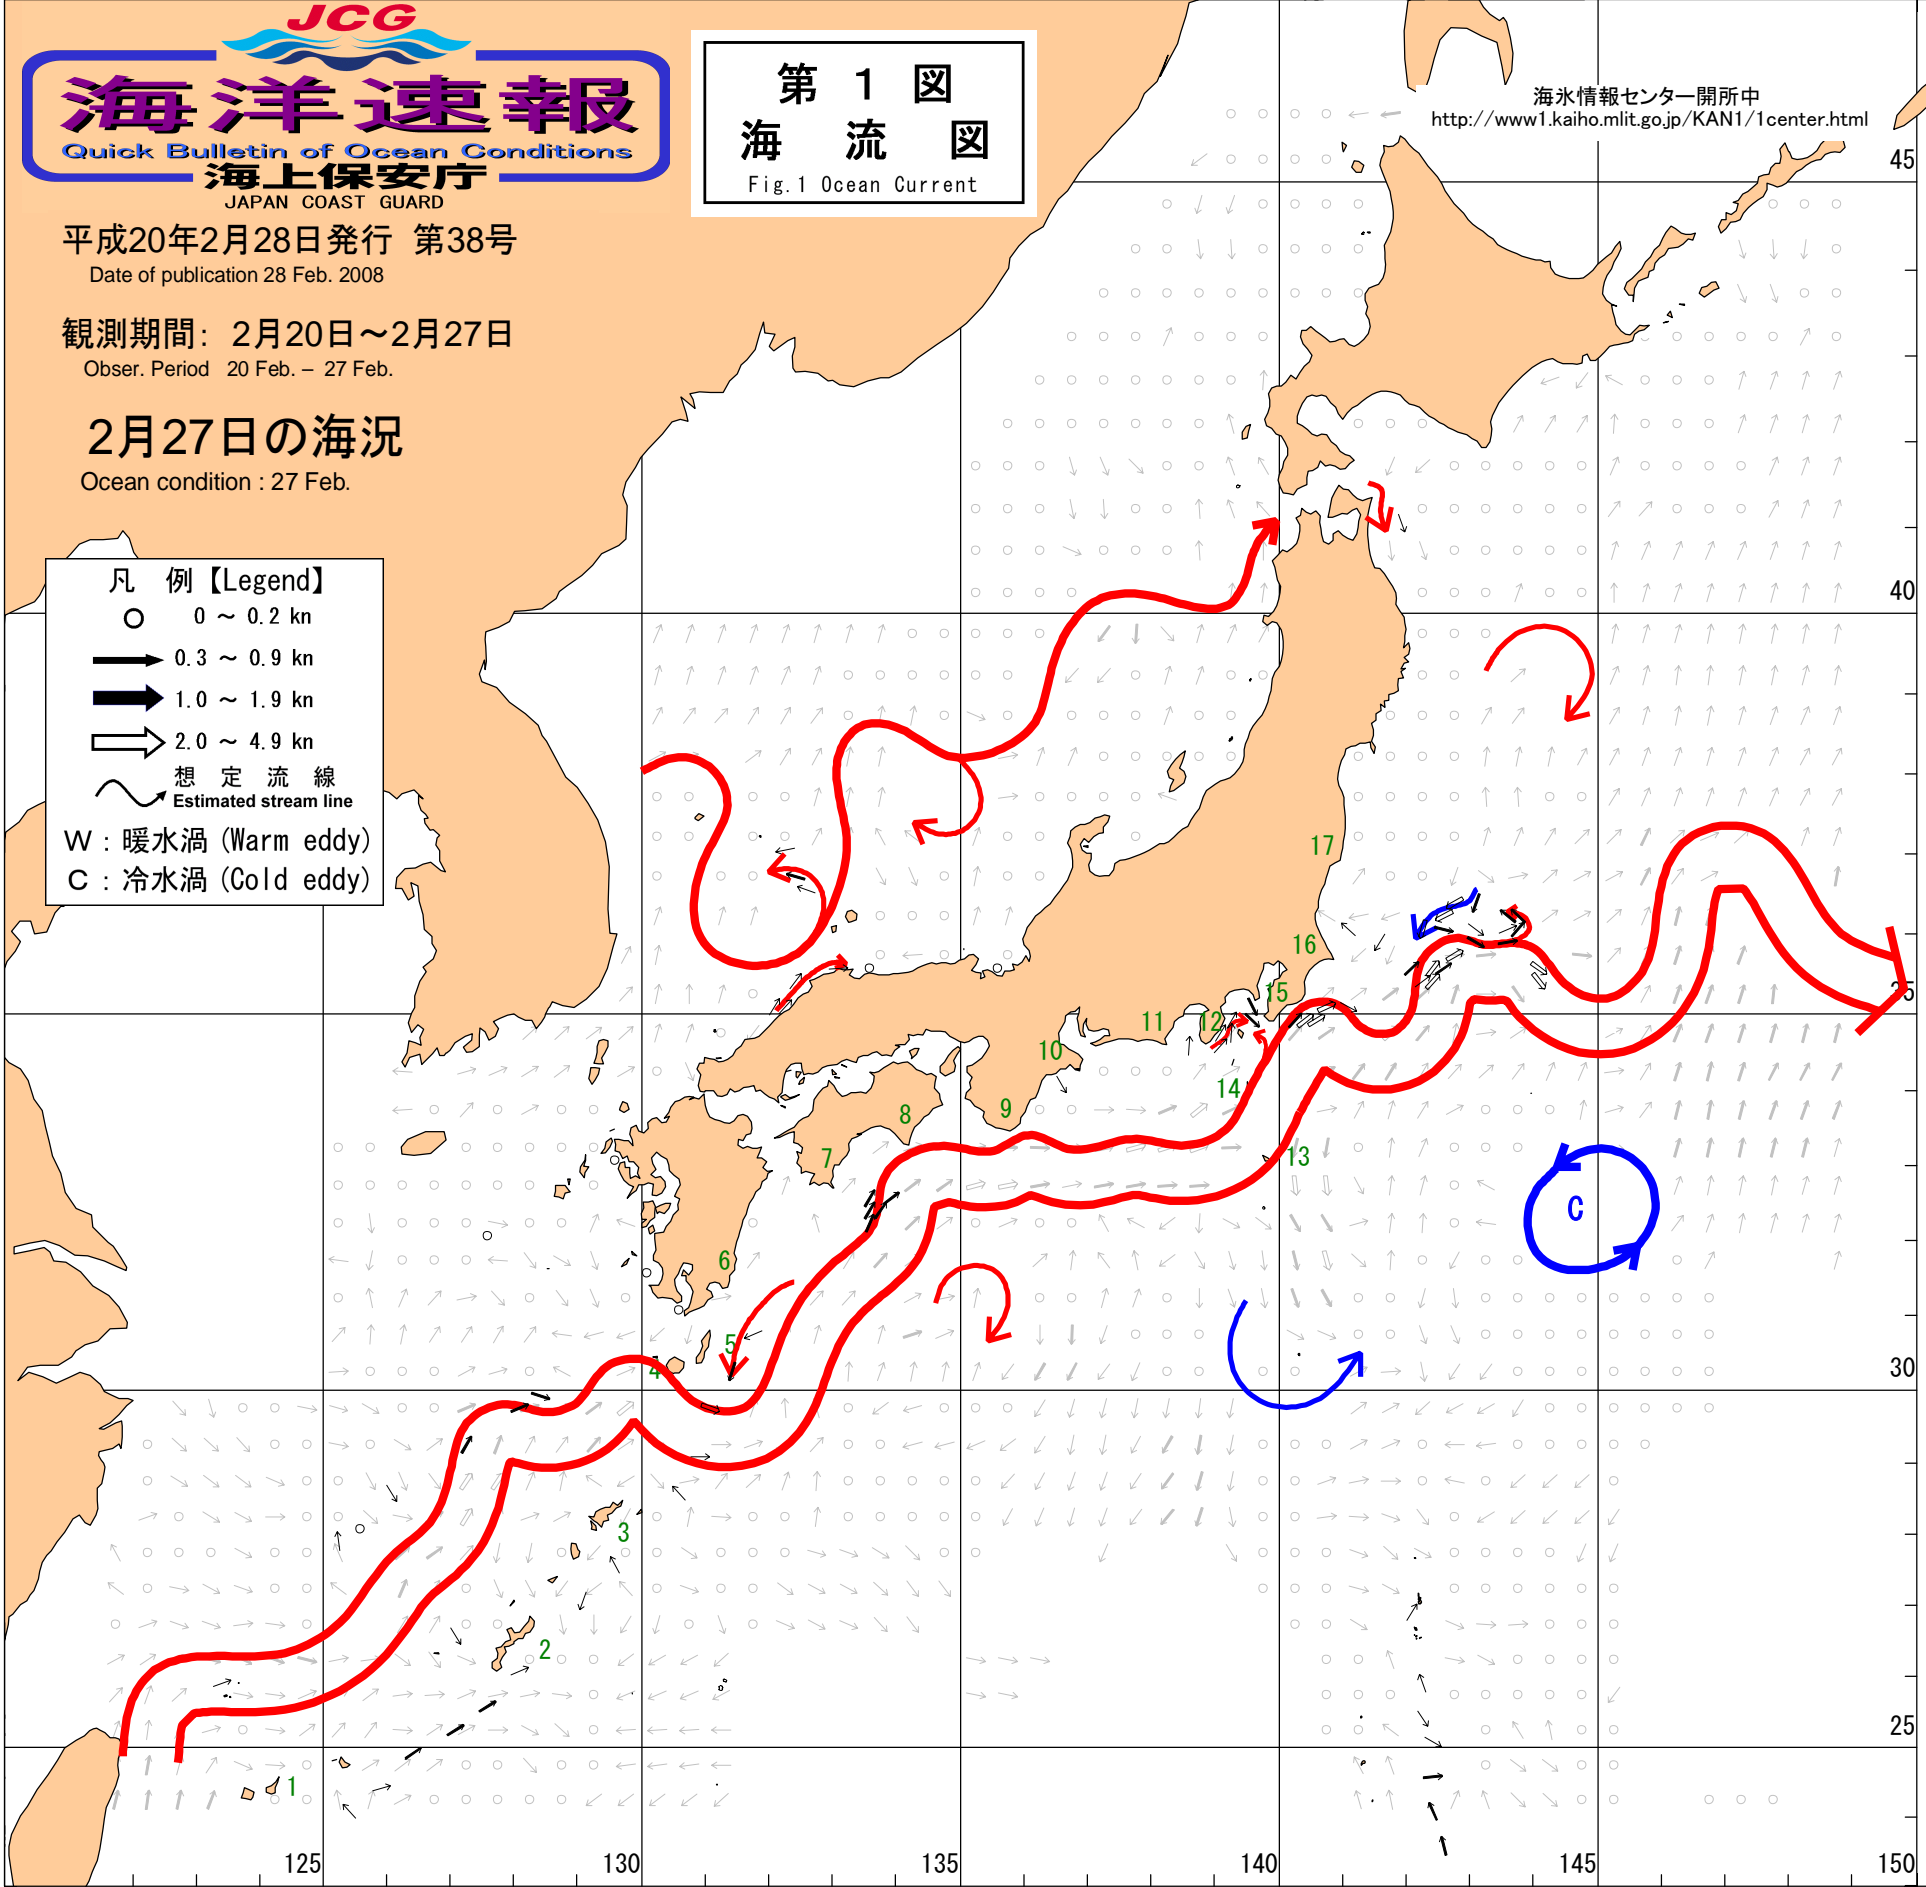 JCG
海洋速報
Quick Bulletin of Ocean Conditions
海上保安庁
JAPAN COAST GUARD
平成20年2月28日発行 第38号
Date of publication 28 Feb. 2008
観測期間: 2月20日～2月27日
Obser. Period 20 Feb. – 27 Feb.
2月27日の海況
Ocean condition : 27 Feb.
第 1 図
海 流 図
Fig.1 Ocean Current
海氷情報センター開所中
http://www1.kaiho.mlit.go.jp/KAN1/1center.html
凡 例【Legend】
0 ～ 0.2 kn
0.3 ～ 0.9 kn
1.0 ～ 1.9 kn
2.0 ～ 4.9 kn
想 定 流 線
Estimated stream line
W : 暖水渦 (Warm eddy)
C : 冷水渦 (Cold eddy)
45
40
35
30
25
17
16
15
12
11
10
14
9
8
7
13
C
6
5
4
3
2
1
125
130
135
140
145
150